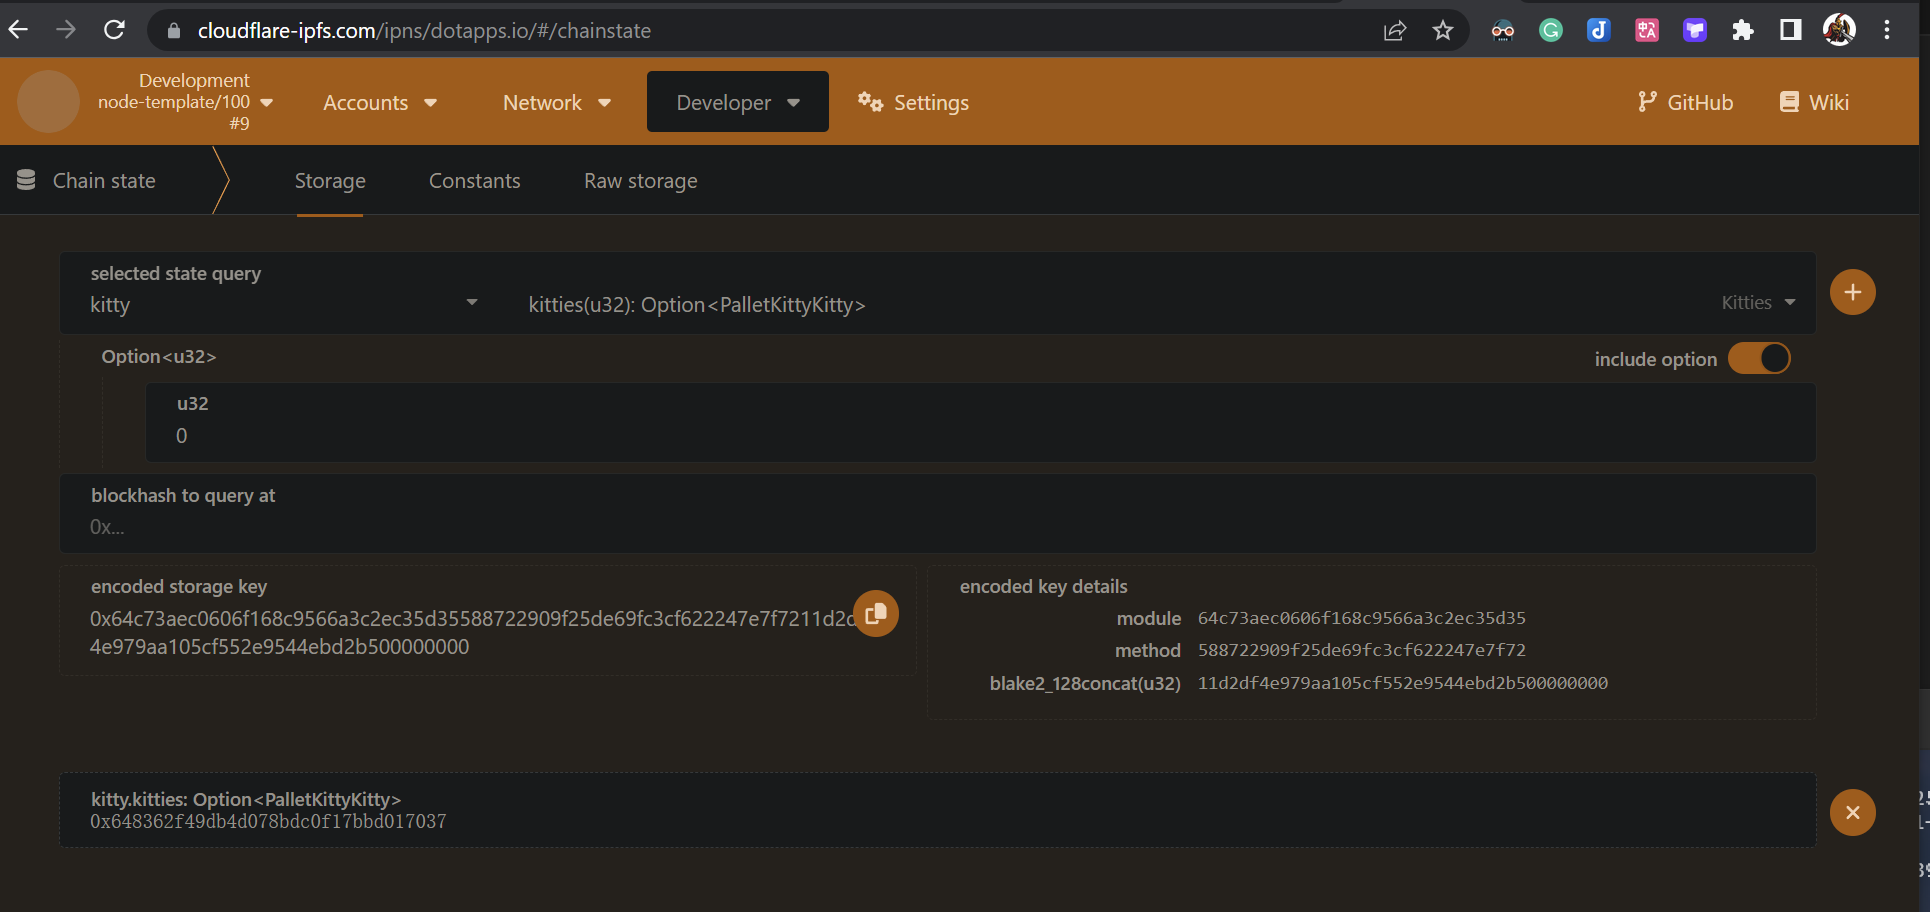 cloudflare-ipfs.com/ipns/dotapps.io/#/chainstate
Development
node-template/100
#9
Accounts
Network
Developer
Settings
GitHub
Wiki
Chain state
Storage
Constants
Raw storage
selected state query
kitty
kitties(u32): Option<PalletKittyKitty>
Kitties
Option<u32>
include option
u32
0
blockhash to query at
0x...
encoded storage key
0x64c73aec0606f168c9566a3c2ec35d35588722909f25de69fc3cf622247e7f7211d2d
4e979aa105cf552e9544ebd2b500000000
encoded key details
module 64c73aec0606f168c9566a3c2ec35d35
method 588722909f25de69fc3cf622247e7f72
blake2_128concat(u32) 11d2df4e979aa105cf552e9544ebd2b500000000
kitty.kitties: Option<PalletKittyKitty>
0x648362f49db4d078bdc0f17bbd017037